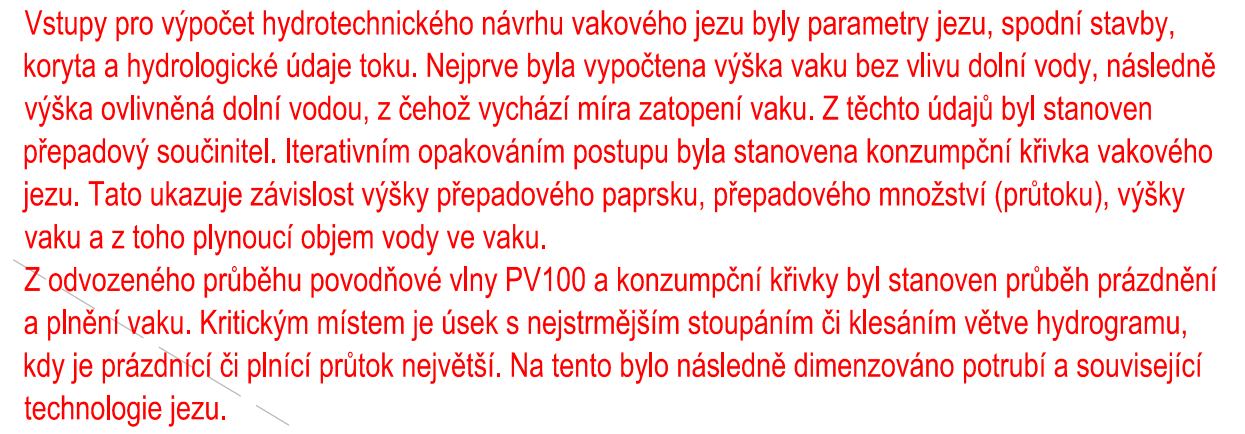 Vstupy pro výpočet hydrotechnického návrhu vakového jezu byly parametry jezu, spodní stavby,
koryta a hydrologické údaje toku. Nejprve byla vypočtena výška vaku bez vlivu dolní vody, následně
výška ovlivněná dolní vodou, z čehož vychází míra zatopení vaku. Z těchto údajů byl stanoven
přepadový součinitel. Iterativním opakováním postupu byla stanovena konzumpční křivka vakového
jezu. Tato ukazuje závislost výšky přepadového paprsku, přepadového množství (průtoku), výšky
vaku a z toho plynoucí objem vody ve vaku.
Z odvozeného průběhu povodňové vlny PV100 a konzumpční křivky byl stanoven průběh prázdnění
a plnění vaku. Kritickým místem je úsek s nejstrmějším stoupáním či klesáním větve hydrogramu,
kdy je prázdnící či plnící průtok největší. Na tento bylo následně dimenzováno potrubí a související
technologie jezu.